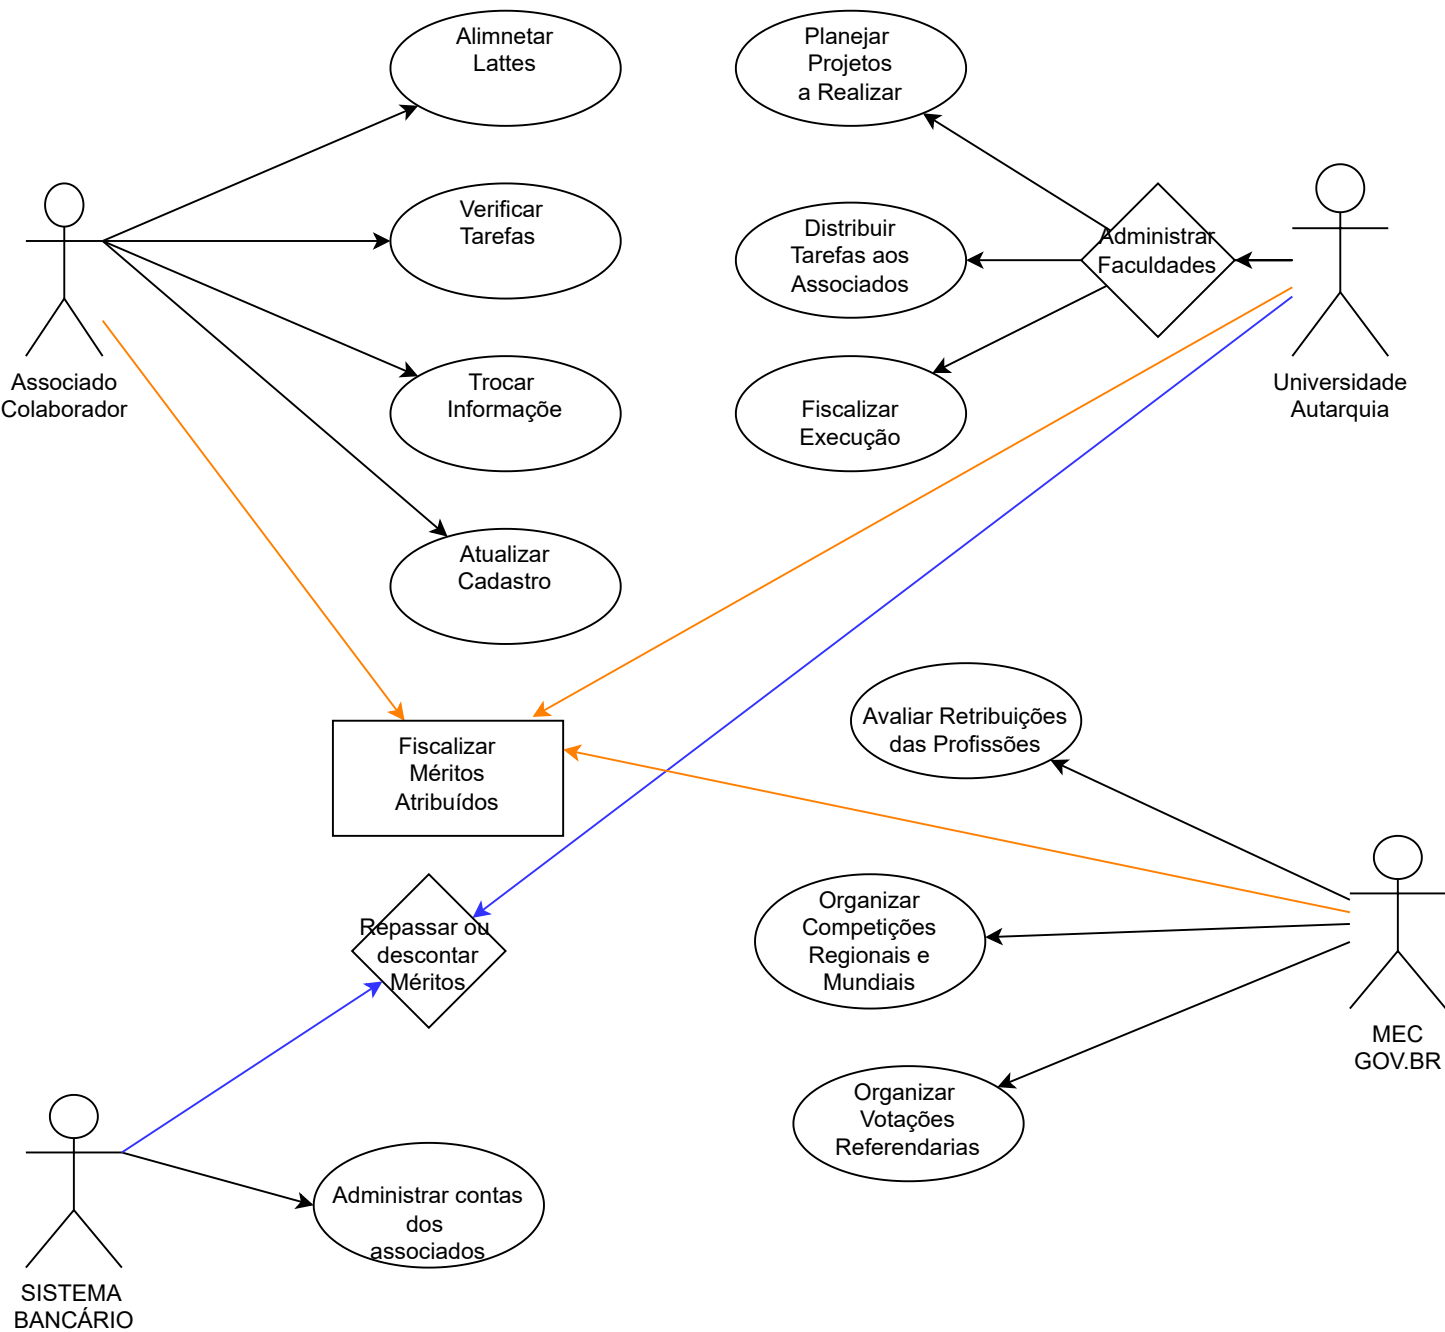 Alimnetar
Lattes
Planejar
Projetos
a Realizar
Verificar
Tarefas
Distribuir
Tarefas aos
Associados
Administrar
Faculdades
Associado
Colaborador
Trocar
Informaçõe
Fiscalizar
Execução
Universidade
Autarquia
Atualizar
Cadastro
Fiscalizar
Méritos
Atribuídos
Avaliar Retribuições
das Profissões
Repassar ou
descontar
Méritos
Organizar
Competições
Regionais e
Mundiais
MEC
GOV.BR
Organizar
Votações
Referendarias
Administrar contas
dos
associados
SISTEMA
BANCÁRIO